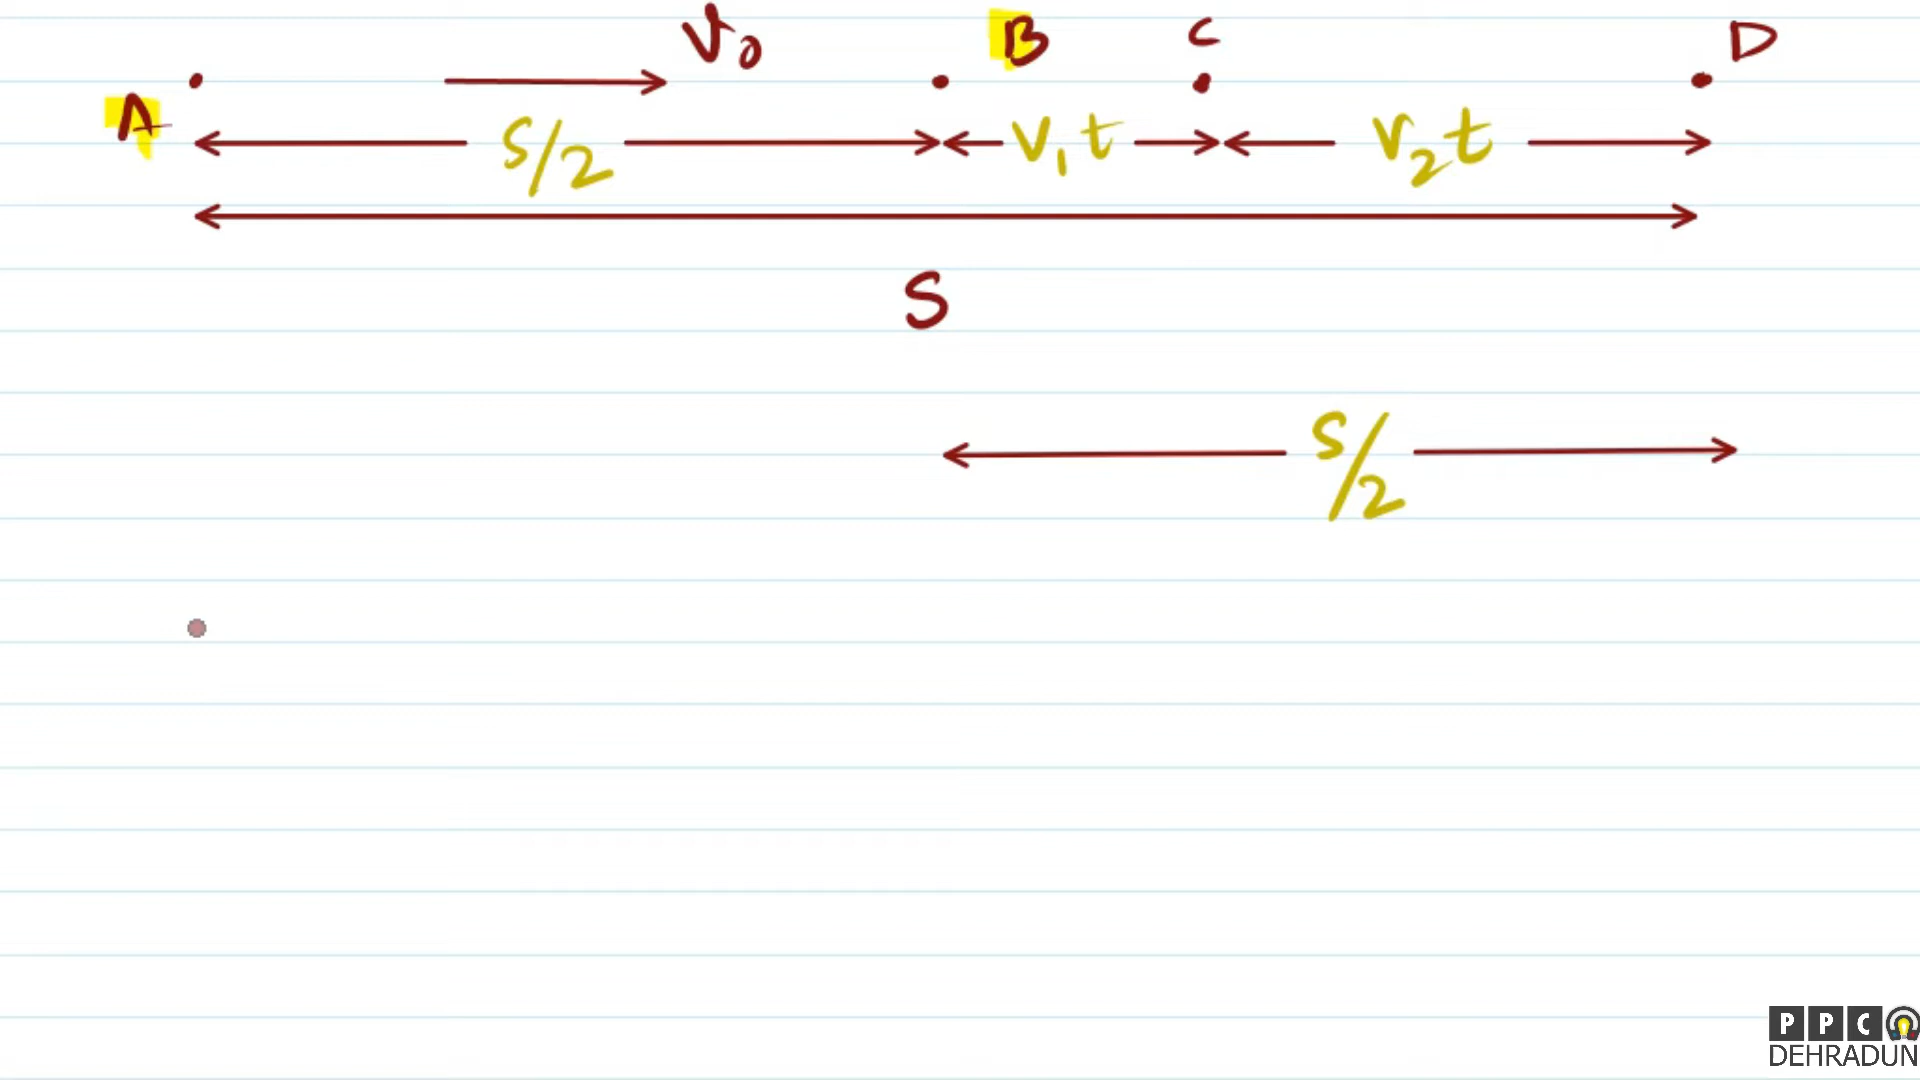 V₀ B C D
A S/2 V₁t V₂t
S
S/2
PPC
DEHRADUN